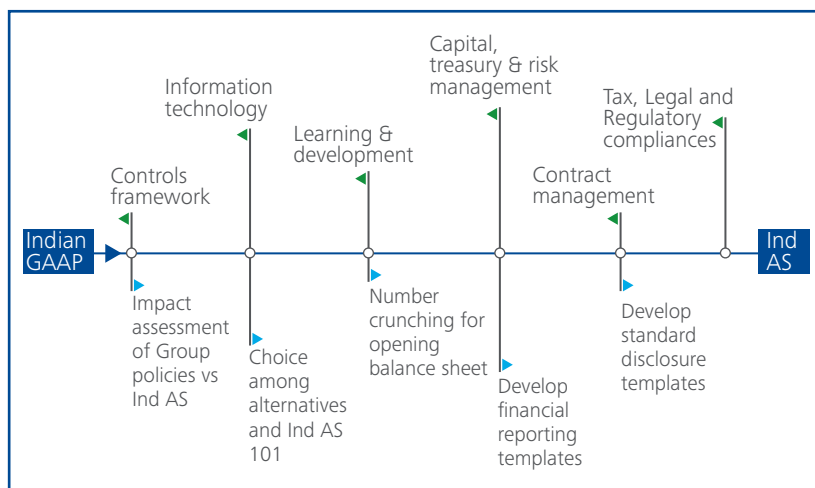 Capital,
treasury & risk
management
Information
technology
Tax, Legal and
Regulatory
compliances
Learning &
development
Controls
framework
Contract
management
Indian
GAAP
Ind
AS
Impact
assessment
of Group
policies vs
Ind AS
Choice
among
alternatives
and Ind AS
101
Number
crunching for
opening
balance sheet
Develop
financial
reporting
templates
Develop
standard
disclosure
templates